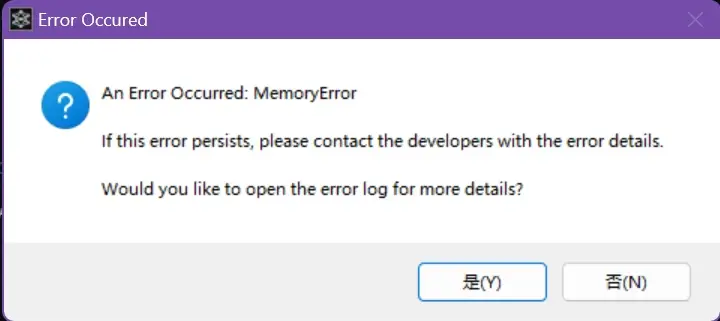 Error Occured
An Error Occurred: MemoryError
If this error persists, please contact the developers with the error details.
Would you like to open the error log for more details?
是(Y)
否(N)